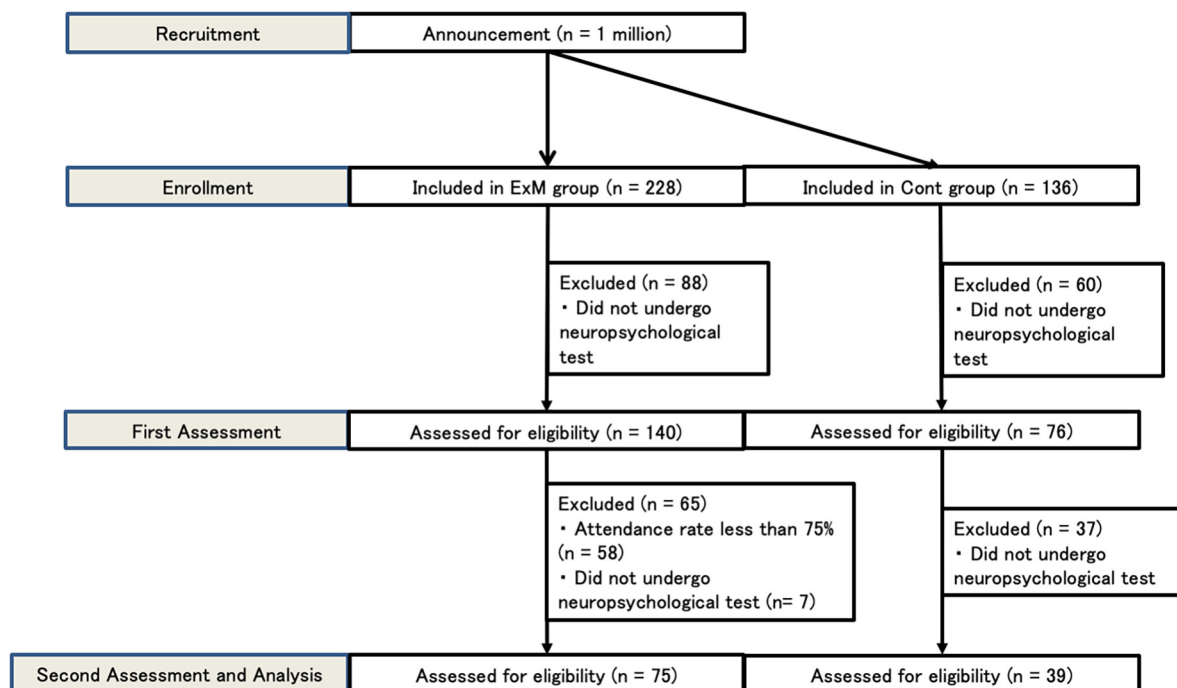 Recruitment
Announcement (n = 1 million)
Enrollment
Included in ExM group (n = 228)
Included in Cont group (n = 136)
Excluded (n = 88)
・Did not undergo
neuropsychological
test
Excluded (n = 60)
・Did not undergo
neuropsychological
test
First Assessment
Assessed for eligibility (n = 140)
Assessed for eligibility (n = 76)
Excluded (n = 65)
・Attendance rate less than 75%
(n = 58)
・Did not undergo
neuropsychological test (n= 7)
Excluded (n = 37)
・Did not undergo
neuropsychological test
Second Assessment and Analysis
Assessed for eligibility (n = 75)
Assessed for eligibility (n = 39)